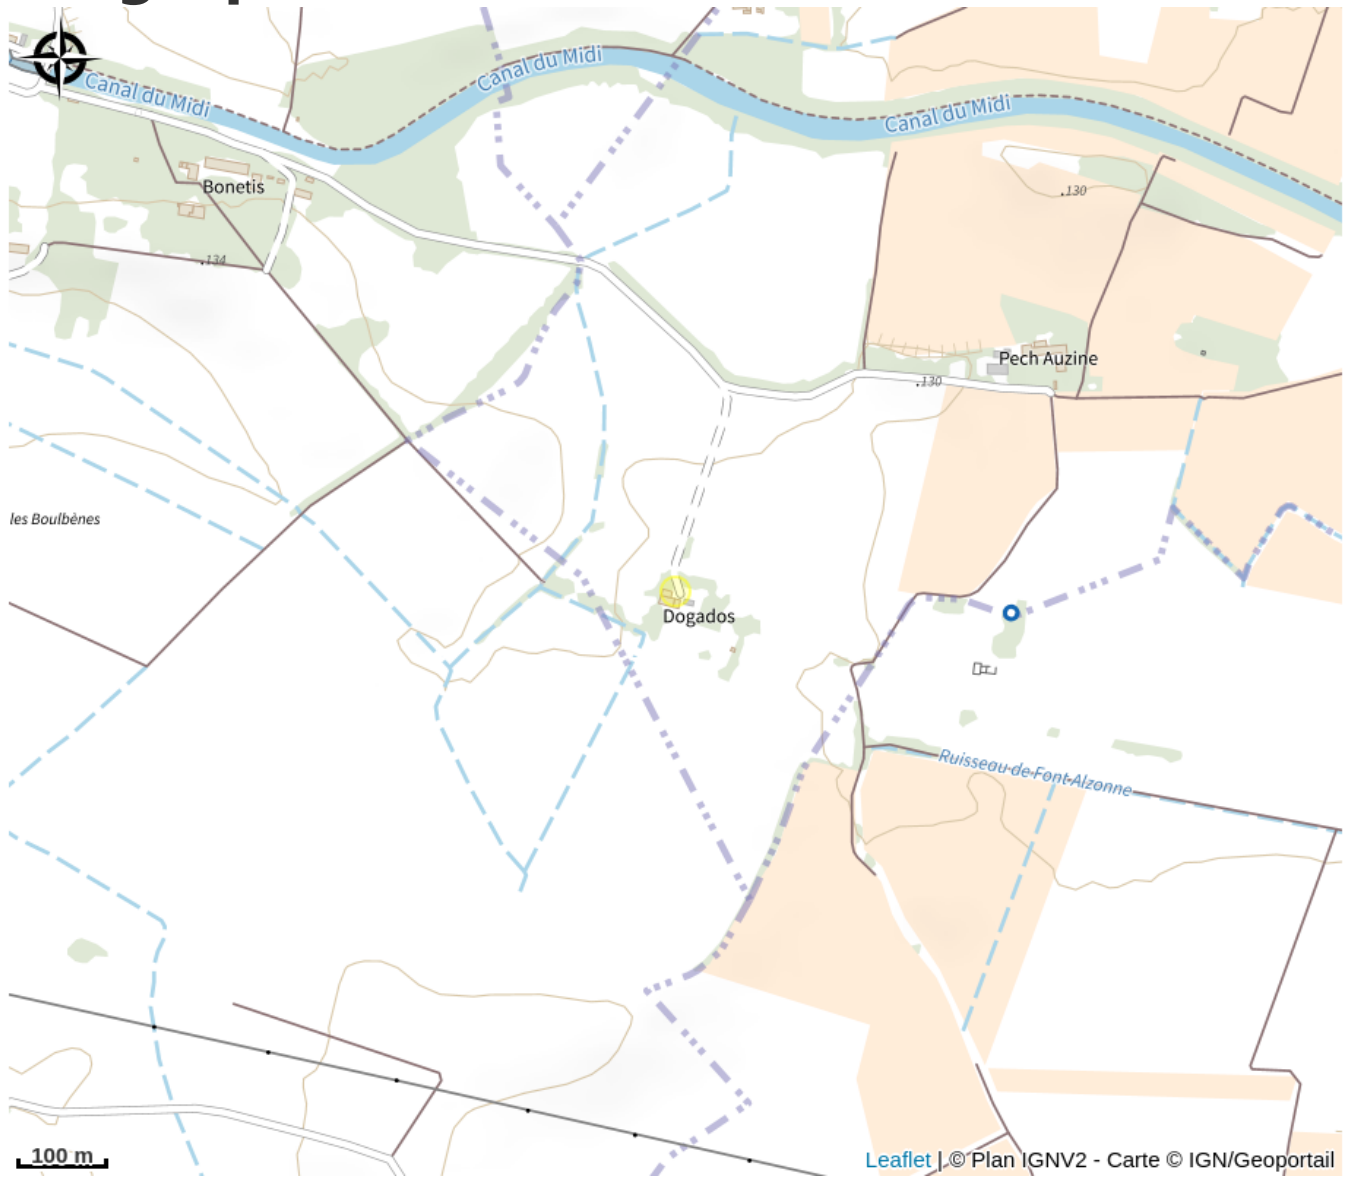 Canal du Midi
Canal du Midi
Canal du Midi
Bonetis
.130
.134
Pech Auzine
.130
les Boulbènes
Dogados
Ruisseau de Font-Alzonne
100 m
Leaflet | © Plan IGNV2 - Carte © IGN/Geoportail